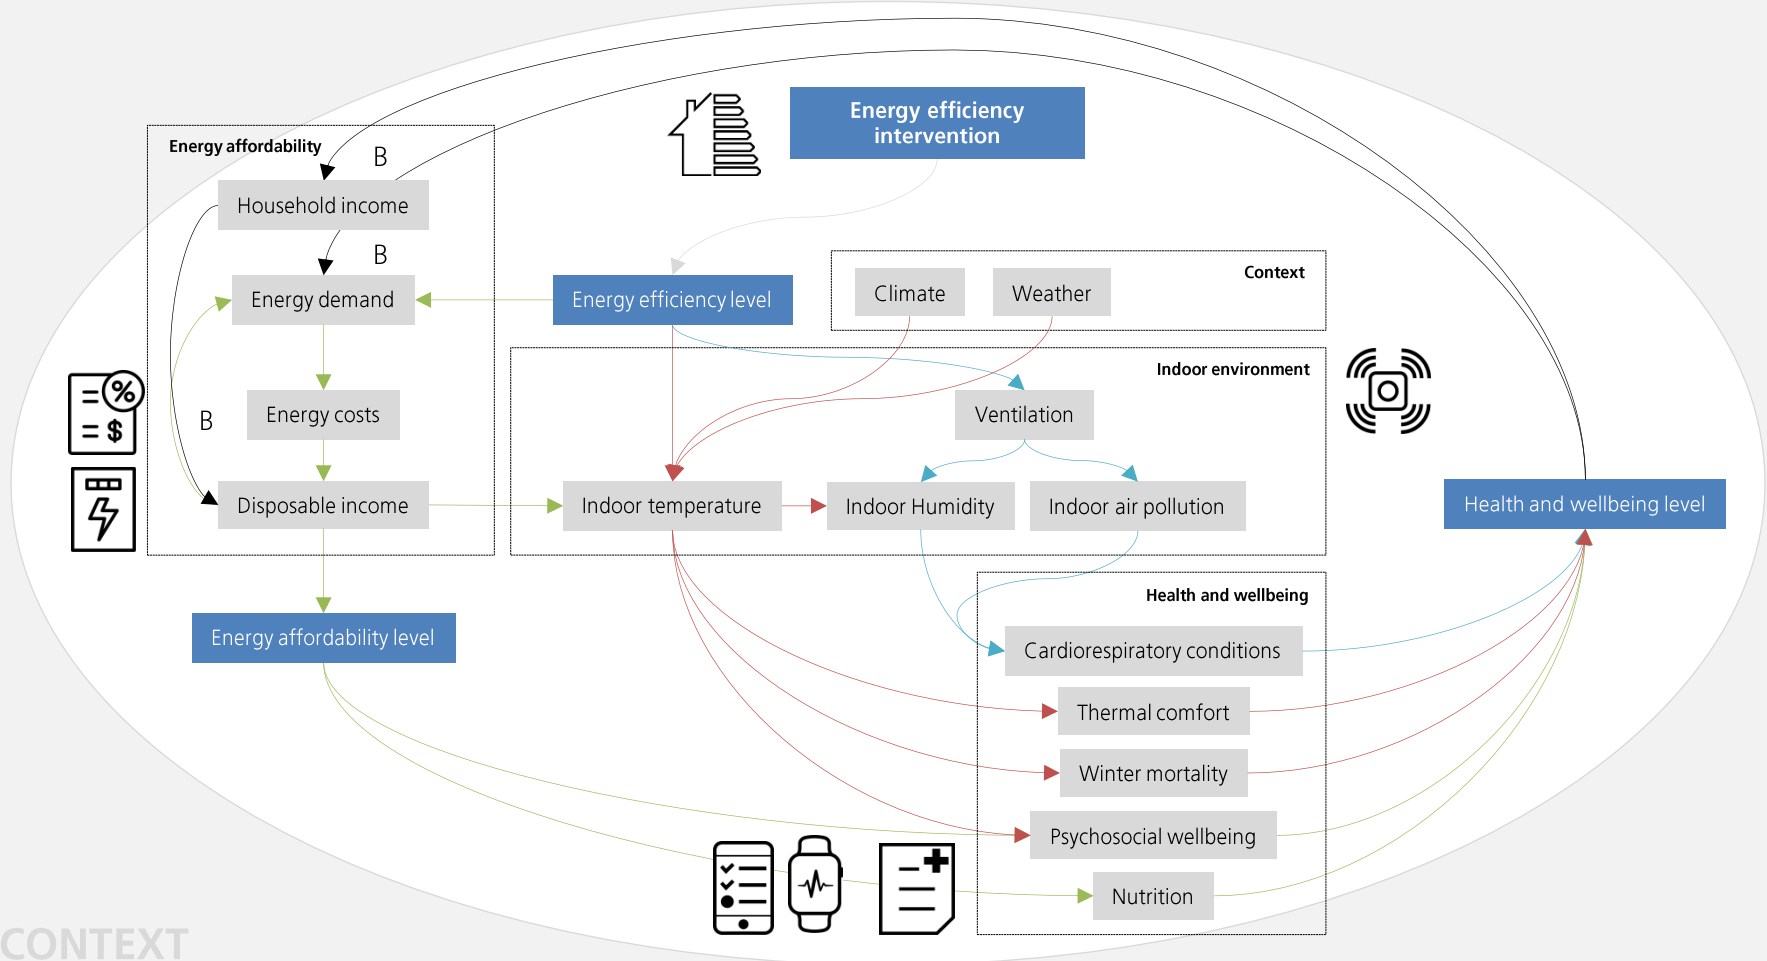 Energy efficiency
intervention
Energy affordability
B
Household income
B
Energy demand
Energy efficiency level
Context
Climate
Weather
Indoor environment
%
$
Energy costs
B
Ventilation
Disposable income
Indoor temperature
Indoor Humidity
Indoor air pollution
Health and wellbeing level
Energy affordability level
Health and wellbeing
Cardiorespiratory conditions
Thermal comfort
Winter mortality
Psychosocial wellbeing
Nutrition
CONTEXT